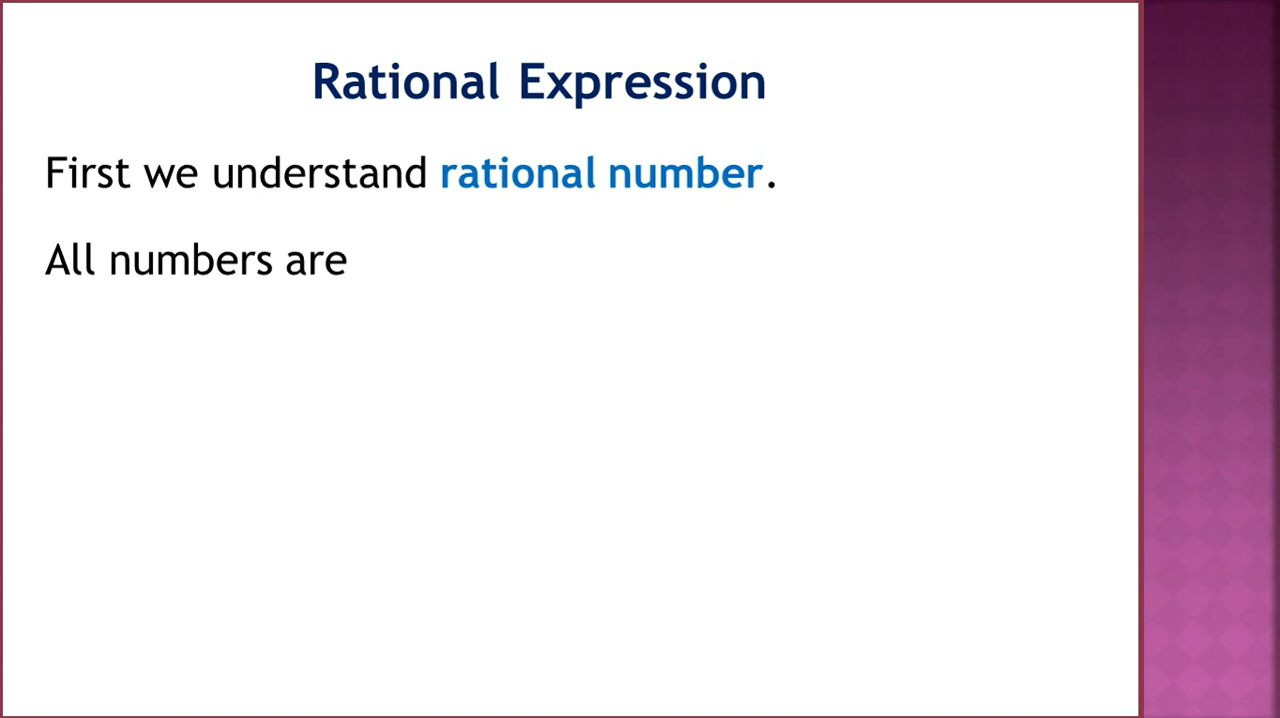 Rational Expression
First we understand rational number.
All numbers are